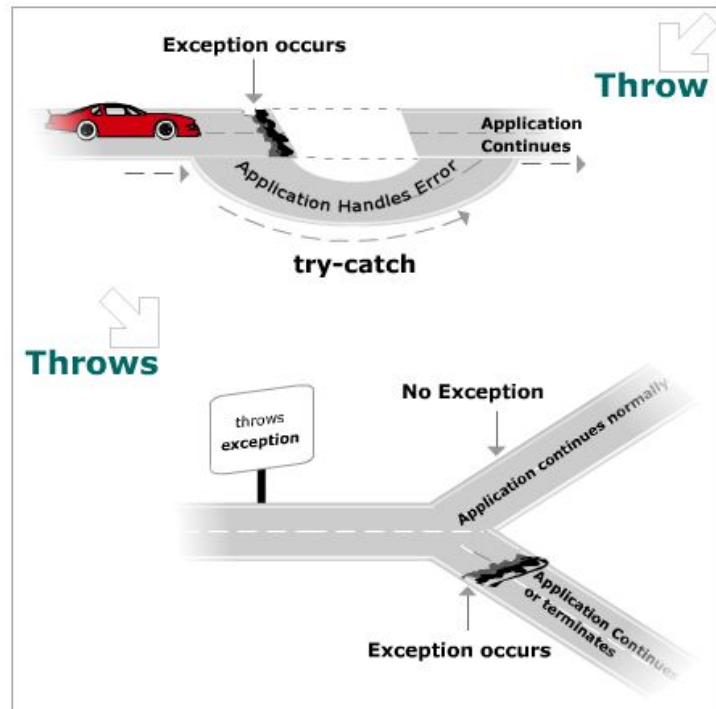 Exception occurs
Throw
Application
Continues
Application Handles Error
try-catch
Throws
No Exception
throws
exception
Application continues normally
Application Continues
or terminates
Exception occurs